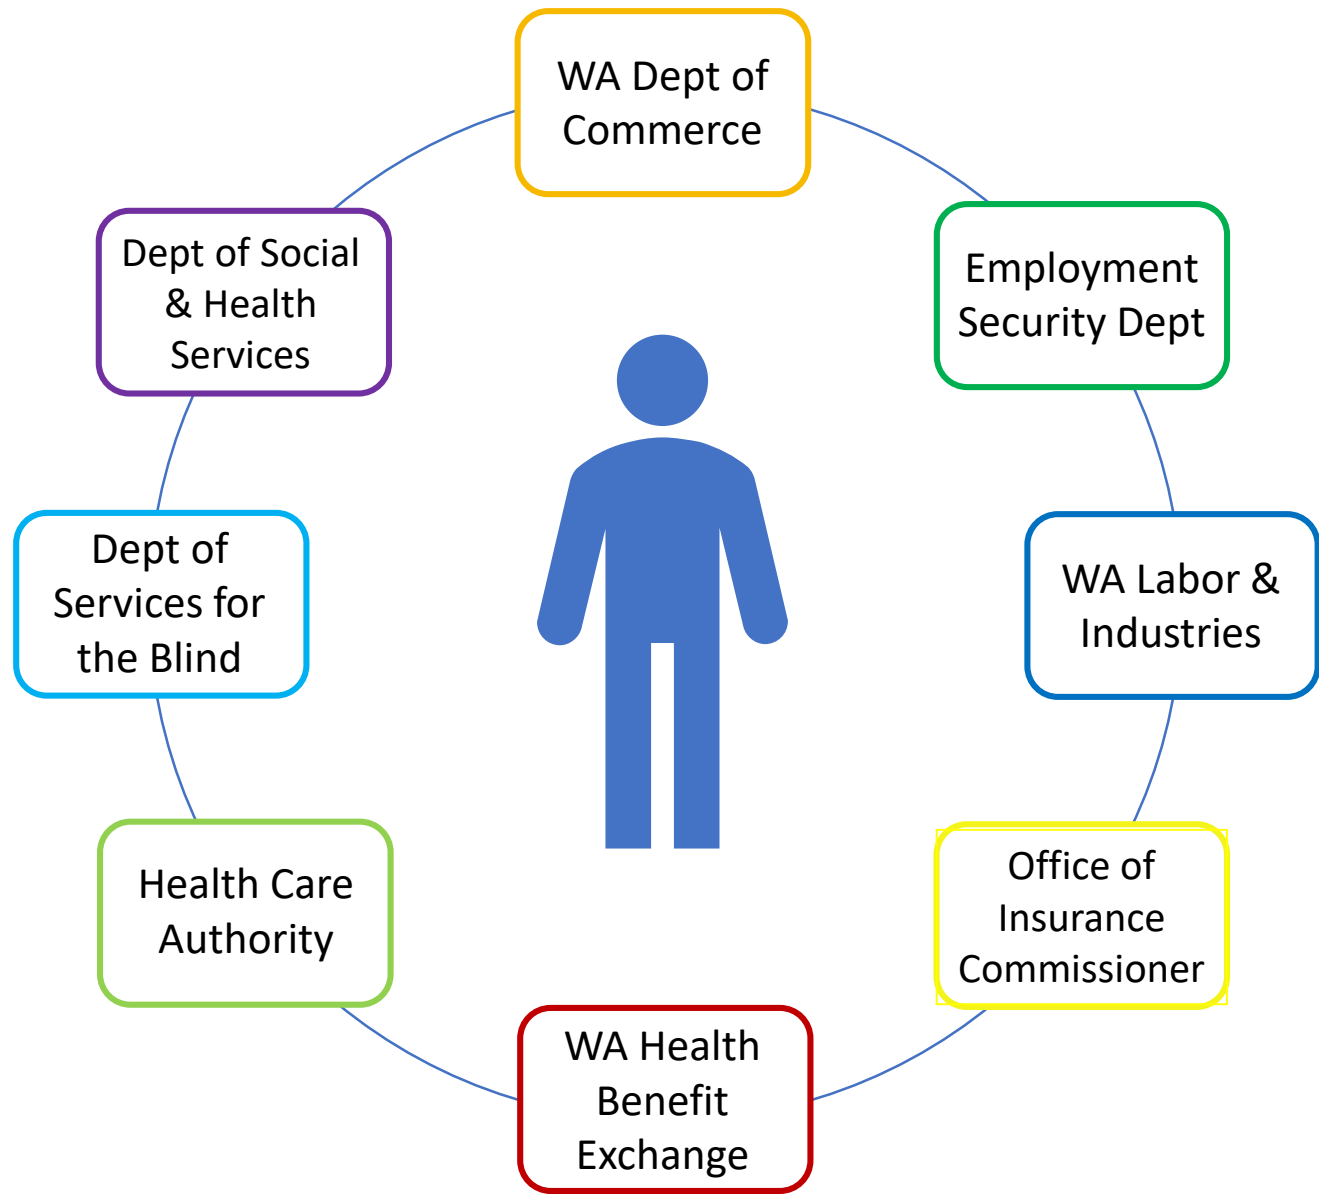 WA Dept of
Commerce
Employment
Security Dept
WA Labor &
Industries
Office of
Insurance
Commissioner
WA Health
Benefit
Exchange
Health Care
Authority
Dept of
Services for
the Blind
Dept of Social
& Health
Services